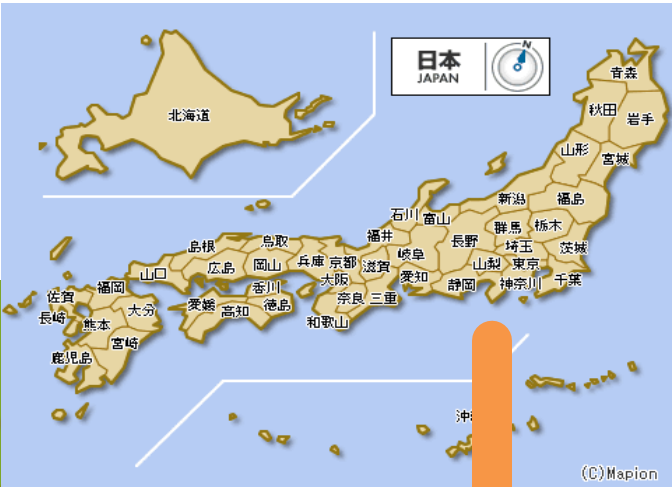 日本
JAPAN
N
北海道
青森
秋田
岩手
山形
宮城
新潟
福島
石川
富山
群馬
栃木
福井
長野
埼玉
茨城
岐阜
山梨
東京
千葉
愛知
静岡
神奈川
島根
鳥取
兵庫
京都
滋賀
広島
岡山
大阪
山口
香川
奈良
三重
愛媛
高知
徳島
和歌山
福岡
佐賀
長崎
大分
熊本
宮崎
鹿児島
沖
(C)Mapion